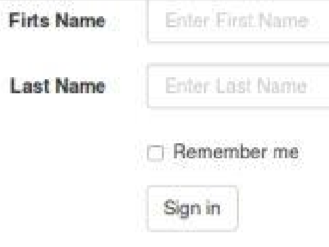 Firts Name Enter First Name
Last Name Enter Last Name
Remember me
Sign in